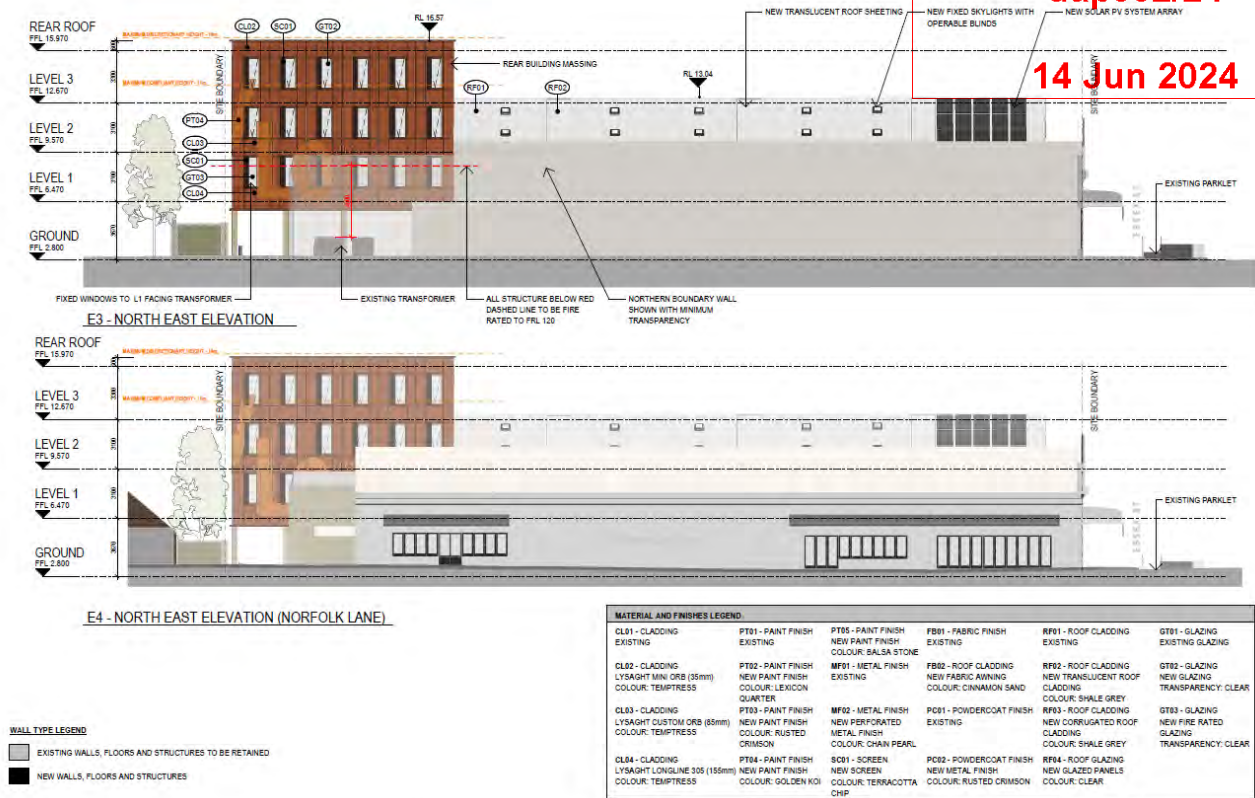 14 Jun 2024
NEW TRANSLUCENT ROOF SHEETING
NEW FIXED SKYLIGHTS WITH
OPERABLE BLINDS
NEW SOLAR PV SYSTEM ARRAY
CL02
SC01
GT02
RL 16.57
REAR ROOF
FFL 15.970
REAR BUILDING MASSING
LEVEL 3
FFL 12.670
SITE BOUNDARY
RF01
RF02
RL 13.04
SITE BOUNDARY
PT04
LEVEL 2
FFL 9.570
CL03
SC01
LEVEL 1
FFL 6.470
GT03
CL04
EXISTING PARKLET
GROUND
FFL 2.800
FIXED WINDOWS TO L1 FACING TRANSFORMER
EXISTING TRANSFORMER
ALL STRUCTURE BELOW RED
DASHED LINE TO BE FIRE
RATED TO FRL 120
NORTHERN BOUNDARY WALL
SHOWN WITH MINIMUM
TRANSPARENCY
E3 - NORTH EAST ELEVATION
REAR ROOF
FFL 15.970
SITE BOUNDARY
SITE BOUNDARY
LEVEL 3
FFL 12.670
LEVEL 2
FFL 9.570
LEVEL 1
FFL 6.470
EXISTING PARKLET
GROUND
FFL 2.800
E4 - NORTH EAST ELEVATION (NORFOLK LANE)
MATERIAL AND FINISHES LEGEND
CL01 - CLADDING
EXISTING
PT01 - PAINT FINISH
EXISTING
PT05 - PAINT FINISH
NEW PAINT FINISH
COLOUR: BALSA STONE
FB01 - FABRIC FINISH
EXISTING
RF01 - ROOF CLADDING
EXISTING
GT01 - GLAZING
EXISTING GLAZING
CL02 - CLADDING
LYSAGHT MINI ORB (35mm)
COLOUR: TEMPTRESS
PT02 - PAINT FINISH
NEW PAINT FINISH
COLOUR: LEXICON
QUARTER
MF01 - METAL FINISH
EXISTING
FB02 - ROOF CLADDING
NEW FABRIC AWNING
COLOUR: CINNAMON SAND
RF02 - ROOF CLADDING
NEW TRANSLUCENT ROOF
CLADDING
COLOUR: SHALE GREY
GT02 - GLAZING
NEW GLAZING
TRANSPARENCY: CLEAR
CL03 - CLADDING
LYSAGHT CUSTOM ORB (85mm)
COLOUR: TEMPTRESS
PT03 - PAINT FINISH
NEW PAINT FINISH
COLOUR: RUSTED
CRIMSON
MF02 - METAL FINISH
NEW PERFORATED
METAL FINISH
COLOUR: CHAIN PEARL
PC01 - POWDERCOAT FINISH
EXISTING
RF03 - ROOF CLADDING
NEW CORRUGATED ROOF
CLADDING
COLOUR: SHALE GREY
GT03 - GLAZING
NEW FIRE RATED
GLAZING
TRANSPARENCY: CLEAR
CL04 - CLADDING
LYSAGHT LONGLINE 305 (155mm)
COLOUR: TEMPTRESS
PT04 - PAINT FINISH
NEW PAINT FINISH
COLOUR: GOLDEN KOI
SC01 - SCREEN
NEW SCREEN
COLOUR: TERRACOTTA
CHIP
PC02 - POWDERCOAT FINISH
NEW METAL FINISH
COLOUR: RUSTED CRIMSON
RF04 - ROOF GLAZING
NEW GLAZED PANELS
COLOUR: CLEAR
WALL TYPE LEGEND
EXISTING WALLS, FLOORS AND STRUCTURES TO BE RETAINED
NEW WALLS, FLOORS AND STRUCTURES